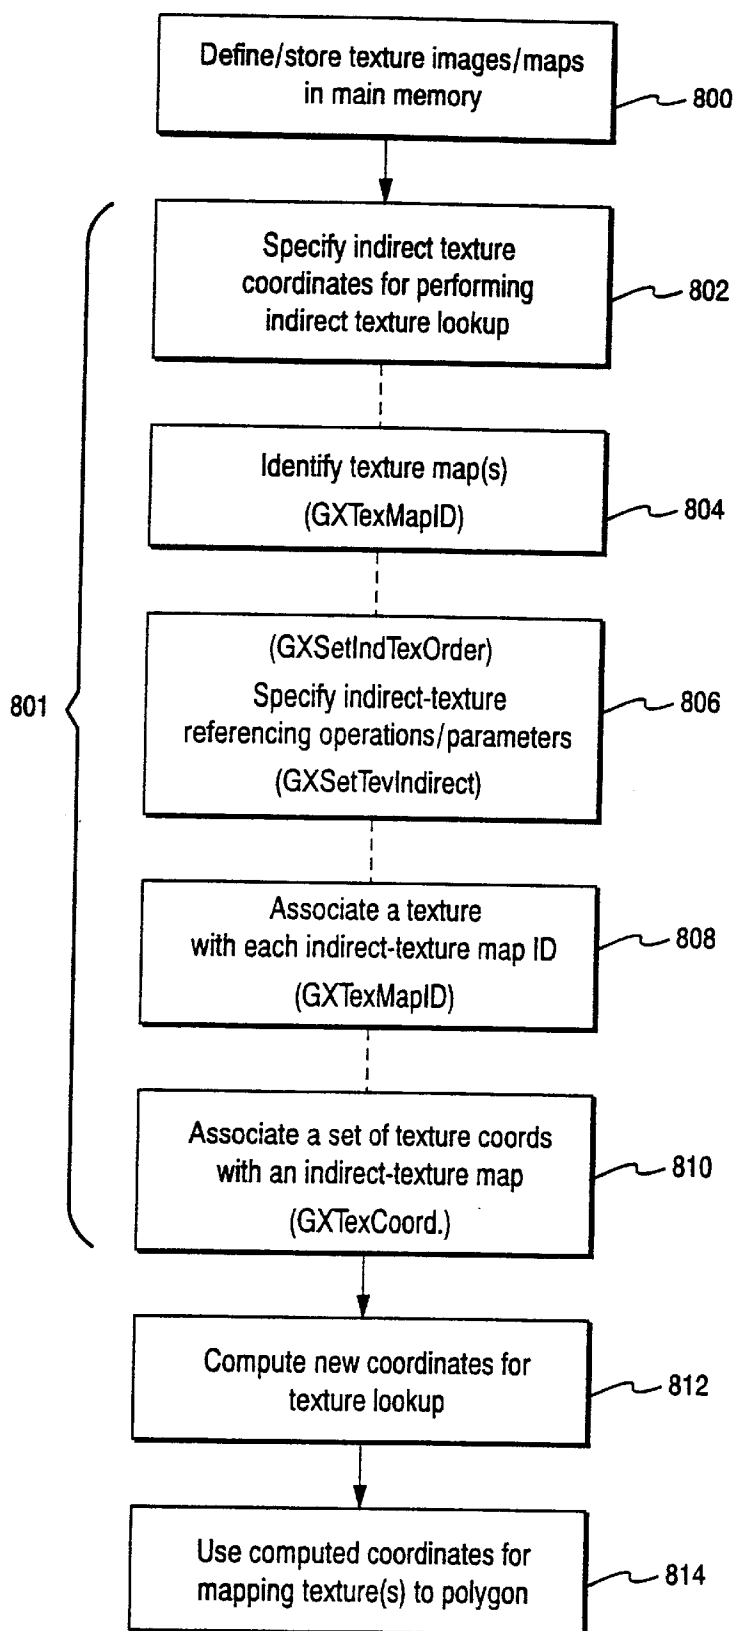 Define/store texture images/maps
in main memory
800
Specify indirect texture
coordinates for performing
indirect texture lookup
802
Identify texture map(s)
(GXTexMapID)
804
801
(GXSetIndTexOrder)
Specify indirect-texture
referencing operations/parameters
(GXSetTevIndirect)
806
Associate a texture
with each indirect-texture map ID
(GXTexMapID)
808
Associate a set of texture coords
with an indirect-texture map
(GXTexCoord.)
810
Compute new coordinates for
texture lookup
812
Use computed coordinates for
mapping texture(s) to polygon
814